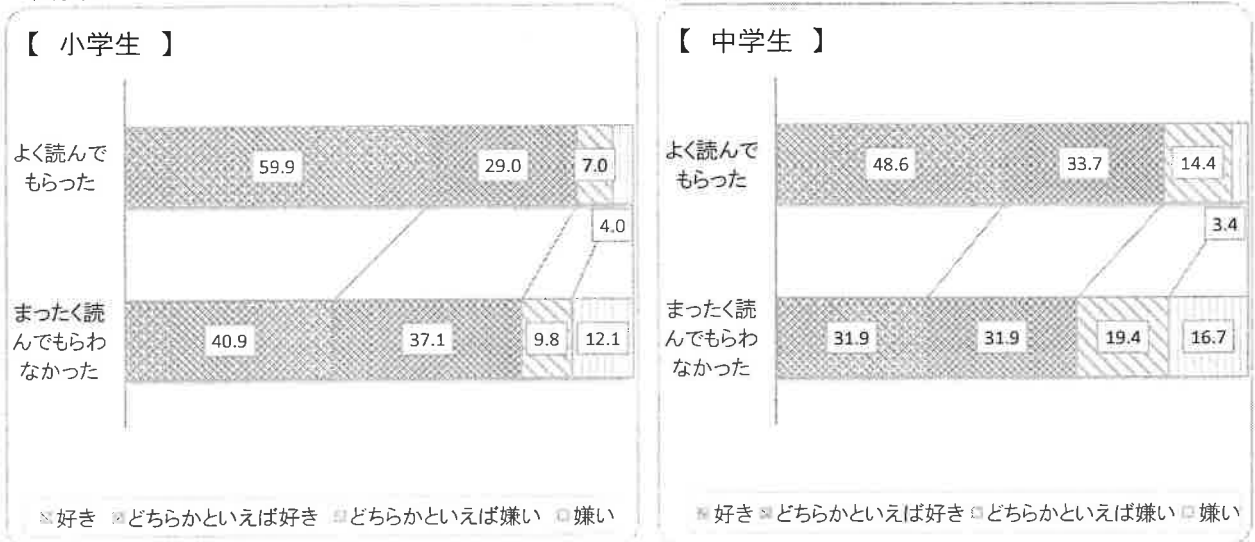 【 小学生 】
よく読んで
もらった
59.9
29.0
7.0
4.0
まったく読
んでもらわ
なかった
40.9
37.1
9.8
12.1
好き どちらかといえば好き どちらかといえば嫌い 嫌い
【 中学生 】
よく読んで
もらった
48.6
33.7
14.4
3.4
まったく読
んでもらわ
なかった
31.9
31.9
19.4
16.7
好き どちらかといえば好き どちらかといえば嫌い 嫌い